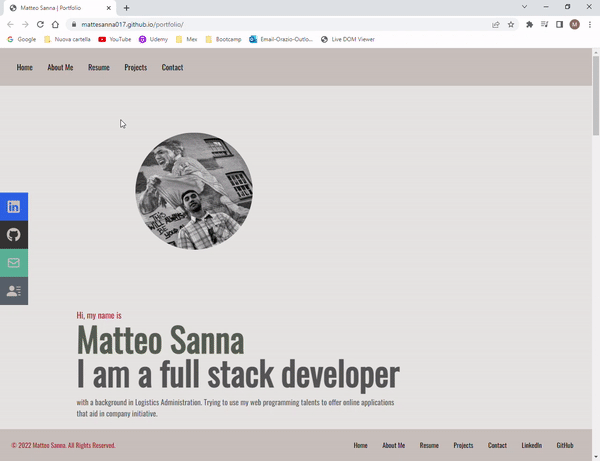 Matteo Sanna | Portfolio
mattesanna017.github.io/portfolio/
M
Google Nuova cartella YouTube Udemy Mex Bootcamp Email-Orazio-Outlo... Live DOM Viewer
Home About Me Resume Projects Contact
Hi, my name is
Matteo Sanna
I am a full stack developer
with a background in Logistics Administration. Trying to use my web programming talents to offer online applications
that aid in company initiative.
© 2022 Matteo Sanna. All Rights Reserved. Home About Me Resume Projects Contact LinkedIn GitHub